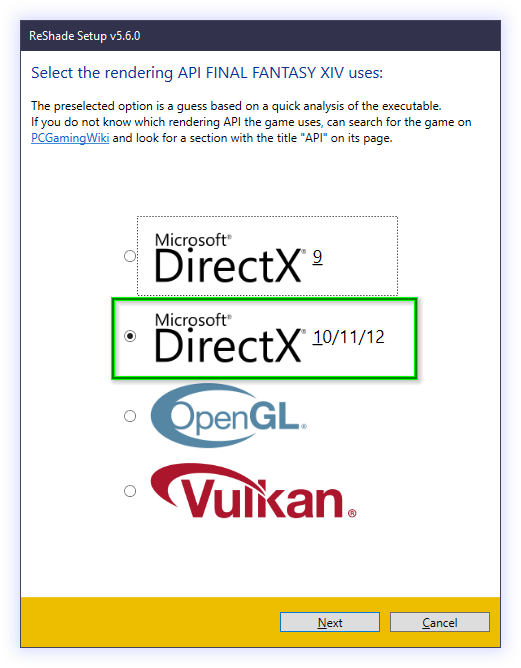 ReShade Setup v5.6.0
Select the rendering API FINAL FANTASY XIV uses:
The preselected option is a guess based on a quick analysis of the executable.
If you do not know which rendering API the game uses, can search for the game on
PCGamingWiki and look for a section with the title "API" on its page.
Microsoft®
DirectX® 9
Microsoft®
DirectX® 10/11/12
OpenGL®
Vulkan®
Next Cancel